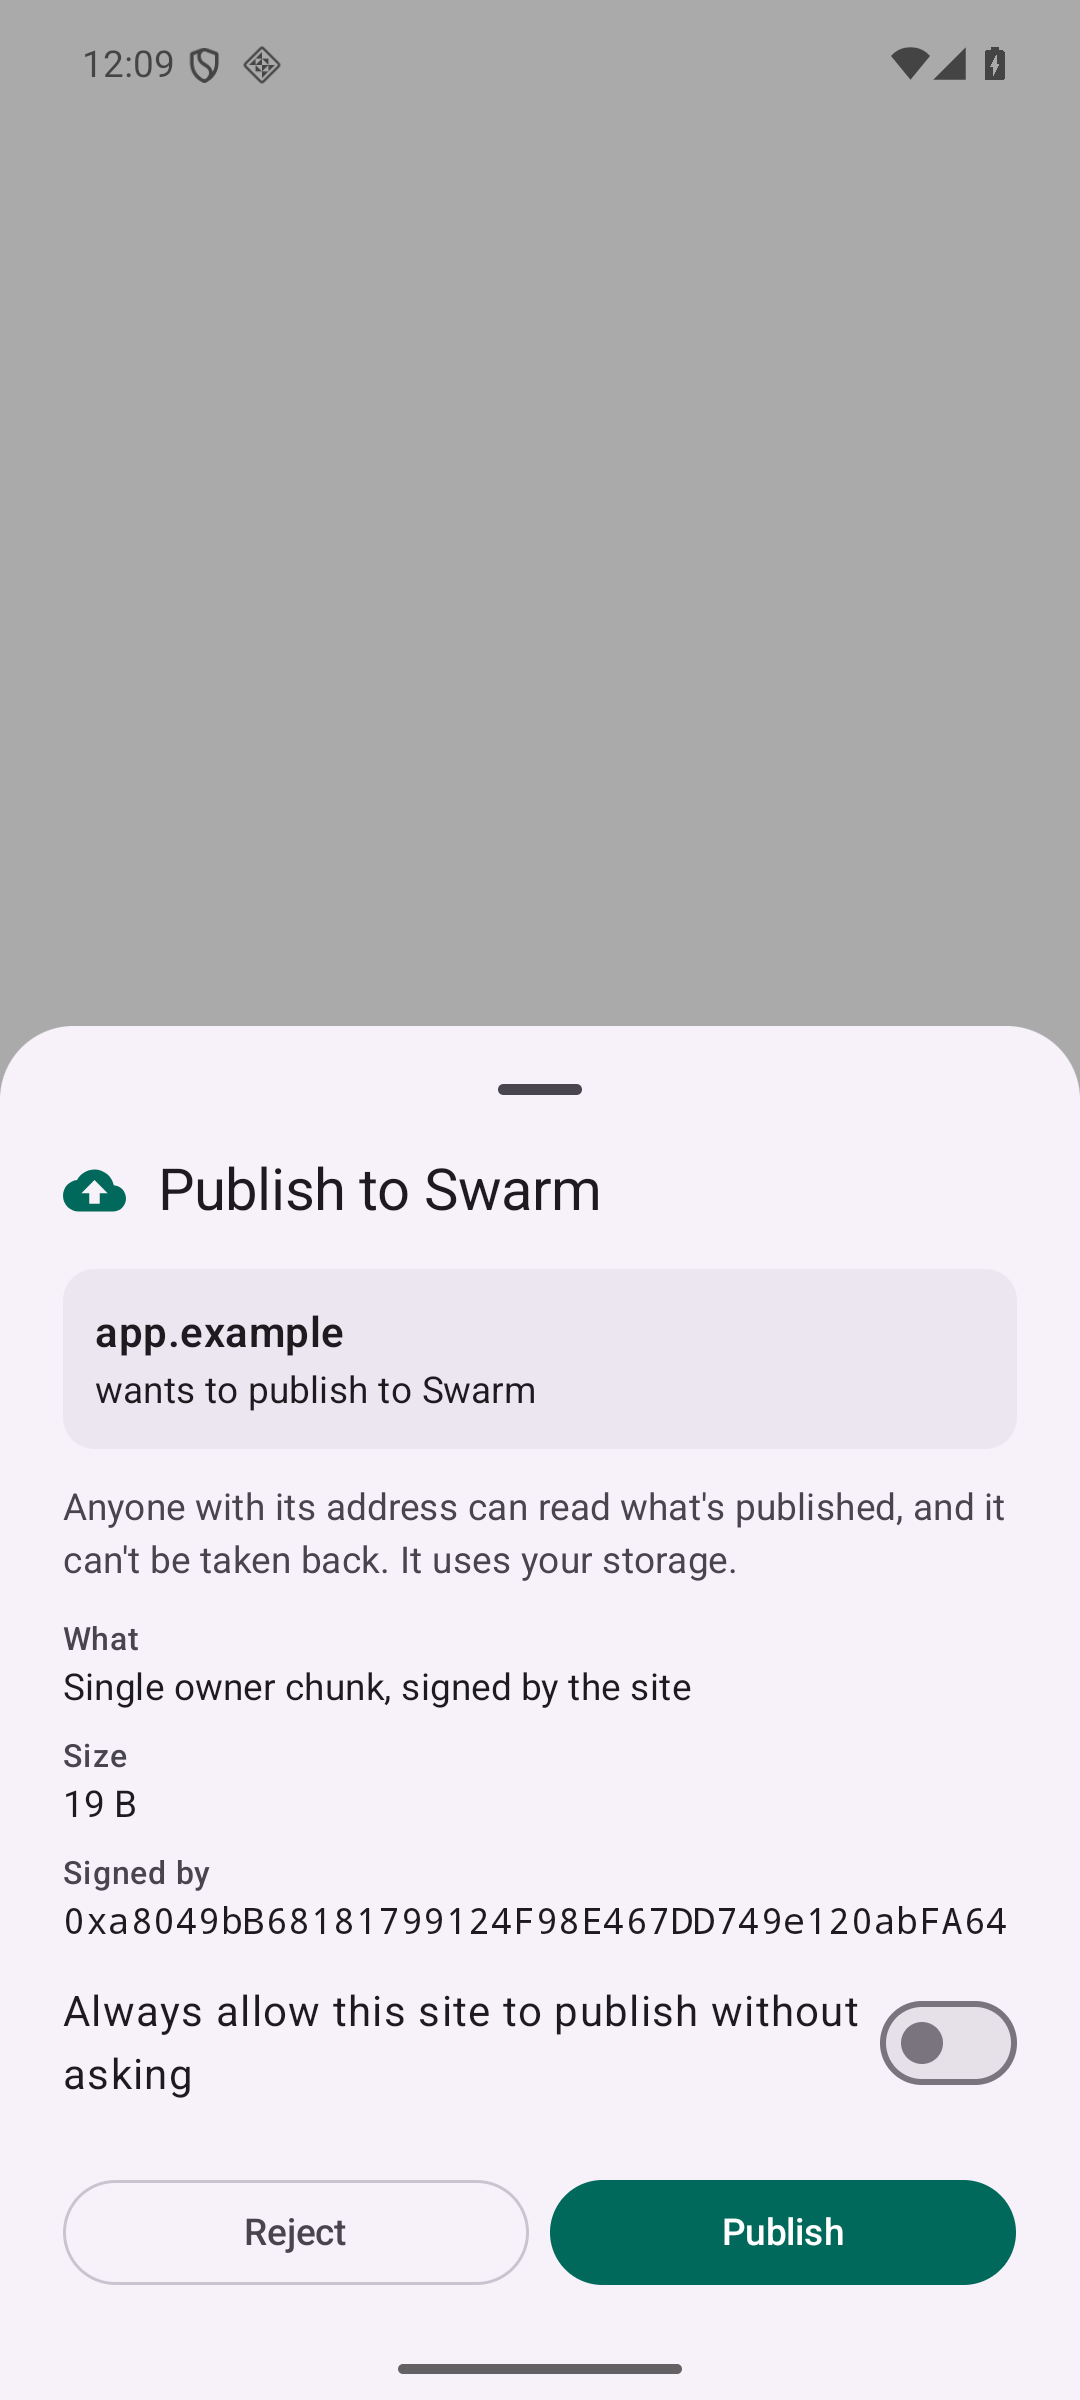 12:09
Publish to Swarm
app.example
wants to publish to Swarm
Anyone with its address can read what's published, and it
can't be taken back. It uses your storage.
What
Single owner chunk, signed by the site
Size
19 B
Signed by
0xa8049bB68181799124F98E467DD749e120abFA64
Always allow this site to publish without
asking
Reject
Publish